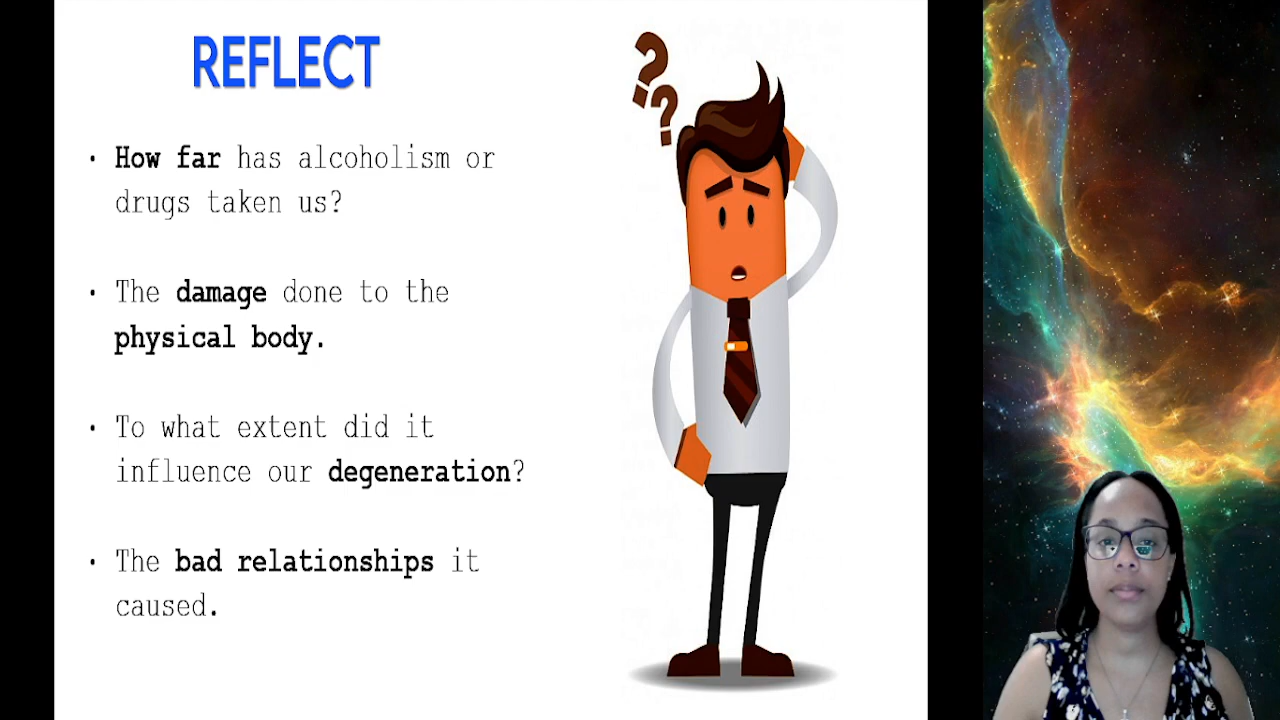 REFLECT
• How far has alcoholism or
drugs taken us?
• The damage done to the
physical body.
• To what extent did it
influence our degeneration?
• The bad relationships it
caused.
??